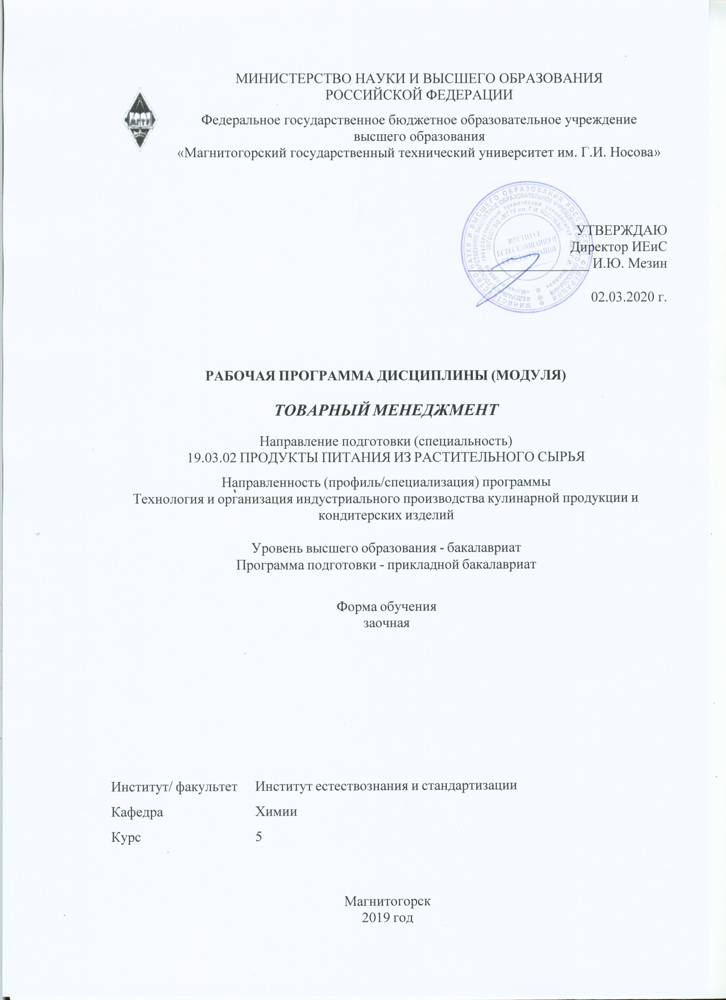 МИНИСТЕРСТВО НАУКИ И ВЫСШЕГО ОБРАЗОВАНИЯ
РОССИЙСКОЙ ФЕДЕРАЦИИ
Федеральное государственное бюджетное образовательное учреждение
высшего образования
«Магнитогорский государственный технический университет им. Г.И. Носова»
МИНИСТЕРСТВО НАУКИ И ВЫСШЕГО ОБРАЗОВАНИЯ РОССИЙСКОЙ ФЕДЕРАЦИИ
ФЕДЕРАЛЬНОЕ ГОСУДАРСТВЕННОЕ БЮДЖЕТНОЕ ОБРАЗОВАТЕЛЬНОЕ УЧРЕЖДЕНИЕ ВЫСШЕГО ОБРАЗОВАНИЯ
«Магнитогорский государственный технический университет им. Г.И. Носова»
(ФГБОУ ВО «МГТУ им. Г.И. НОСОВА»)
ИНСТИТУТ
ЕСТЕСТВОЗНАНИЯ И
СТАНДАРТИЗАЦИИ
УТВЕРЖДАЮ
Директор ИЕиС
И.Ю. Мезин
02.03.2020 г.
РАБОЧАЯ ПРОГРАММА ДИСЦИПЛИНЫ (МОДУЛЯ)
ТОВАРНЫЙ МЕНЕДЖМЕНТ
Направление подготовки (специальность)
19.03.02 ПРОДУКТЫ ПИТАНИЯ ИЗ РАСТИТЕЛЬНОГО СЫРЬЯ
Направленность (профиль/специализация) программы
Технология и организация индустриального производства кулинарной продукции и
кондитерских изделий
Уровень высшего образования - бакалавриат
Программа подготовки - прикладной бакалавриат
Форма обучения
заочная
Институт/ факультет Институт естествознания и стандартизации
Кафедра Химии
Курс 5
Магнитогорск
2019 год